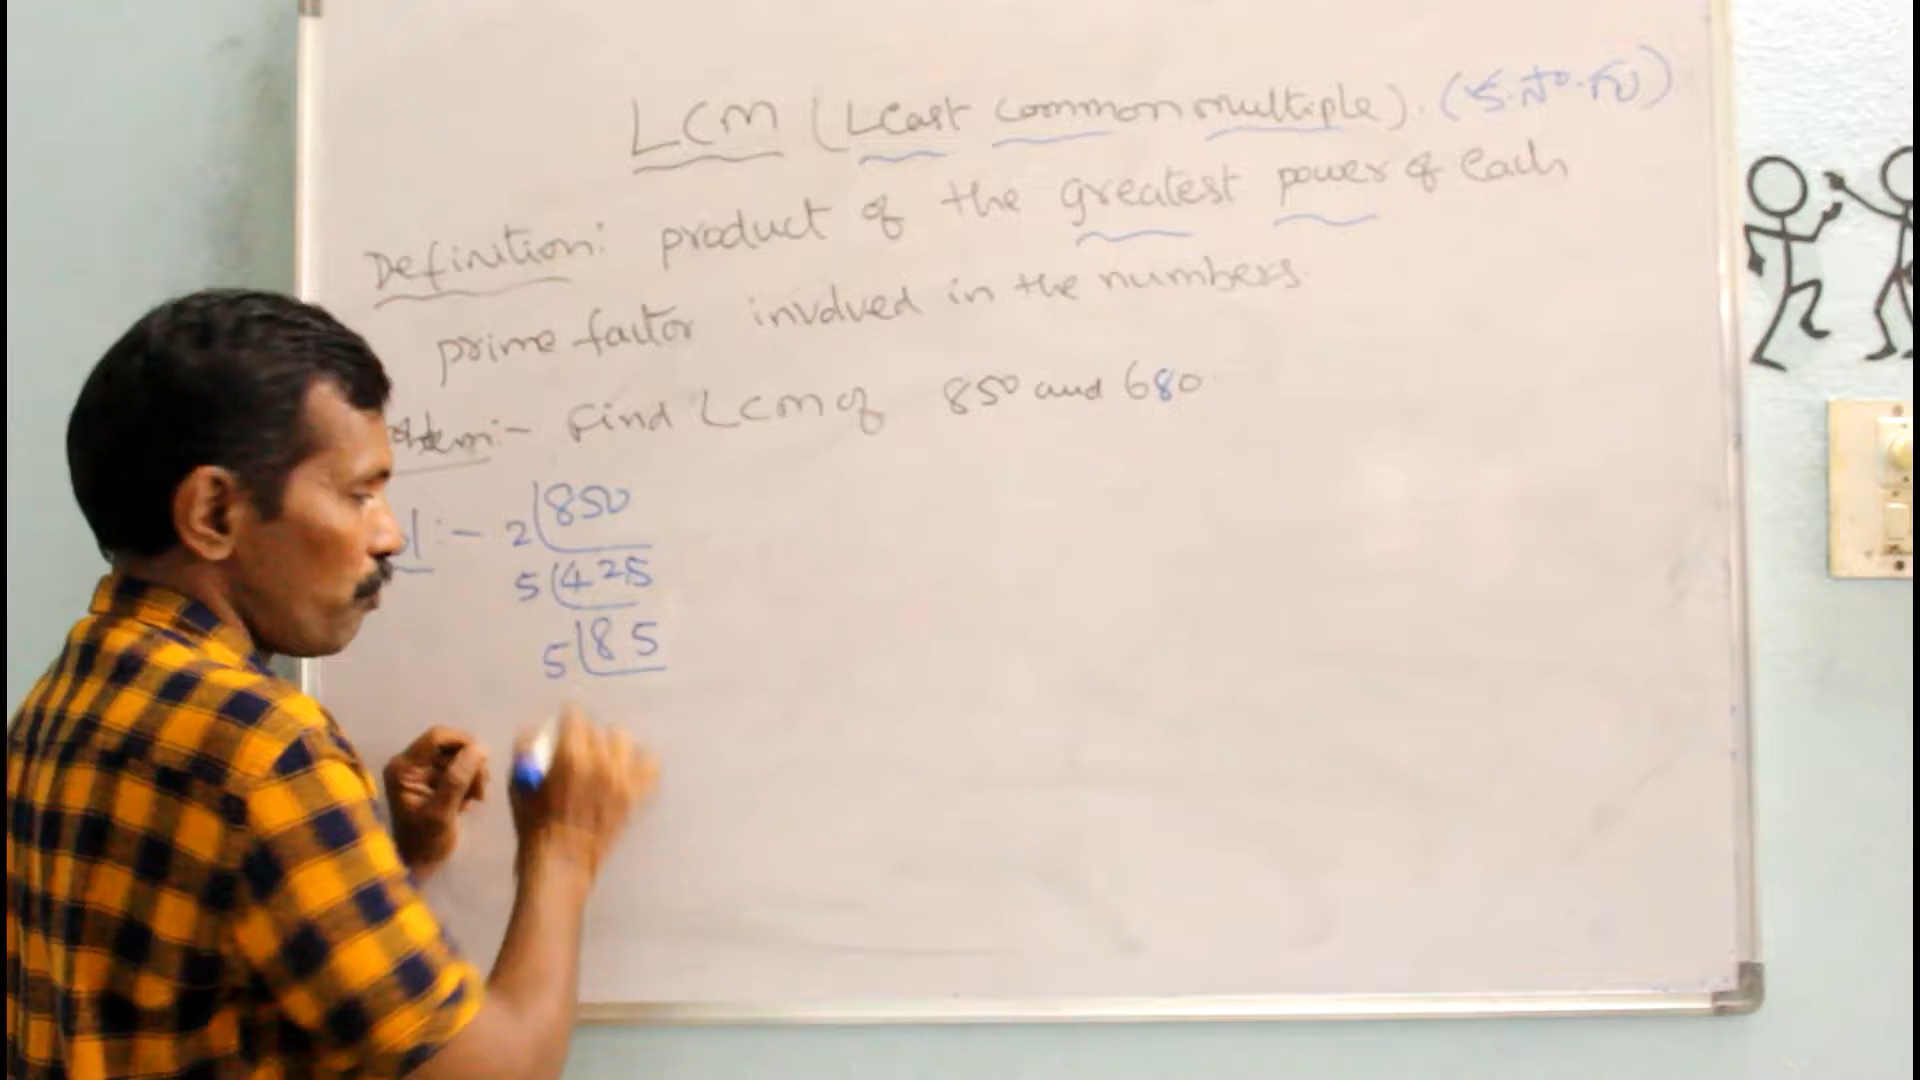 LCM (Least common multiple). (క.సా.గు)
Definition: product of the greatest power of each
prime factor involved in the numbers.
:- Find LCM of 850 and 680.
:- 2 850
5 425
5 85